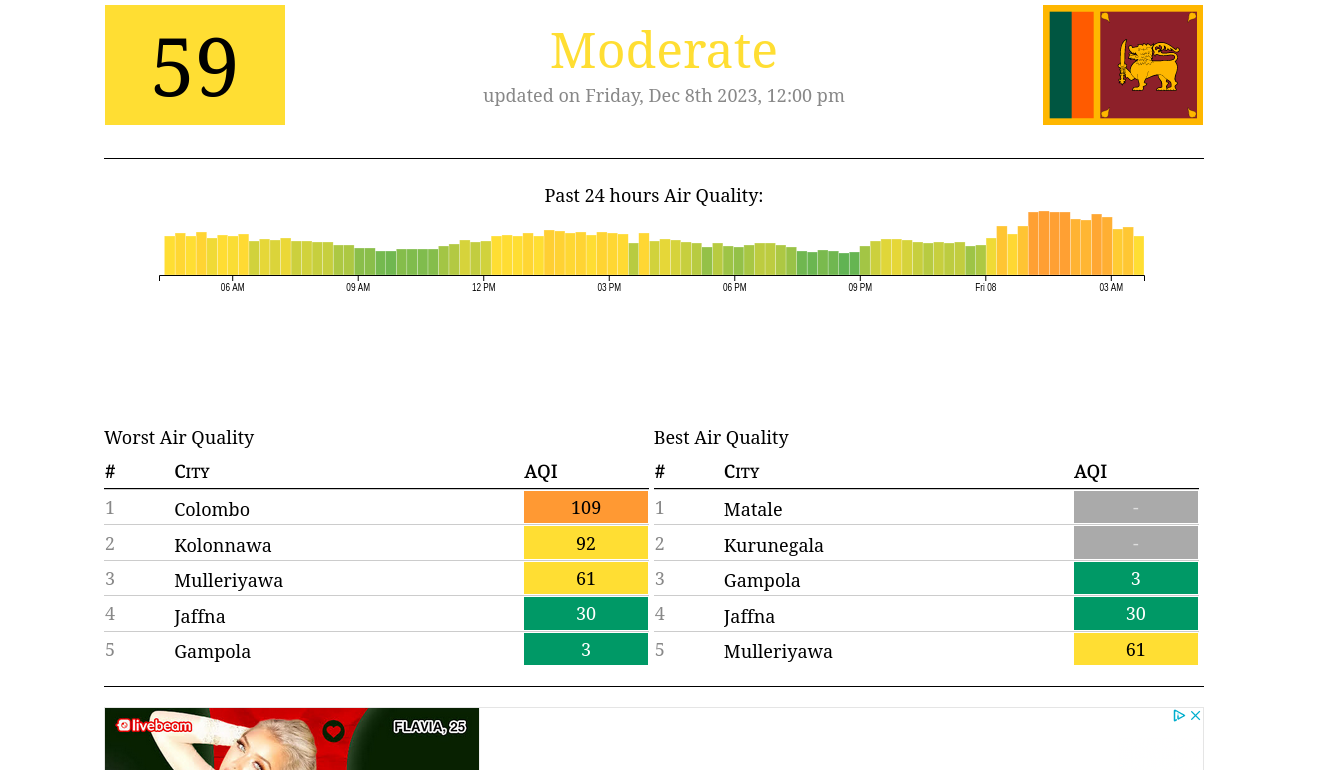 59
Moderate
updated on Friday, Dec 8th 2023, 12:00 pm
Past 24 hours Air Quality:
06 AM 09 AM 12 PM 03 PM 06 PM 09 PM Fri 08 03 AM
Worst Air Quality
# City AQI
1 Colombo 109
2 Kolonnawa 92
3 Mulleriyawa 61
4 Jaffna 30
5 Gampola 3
Best Air Quality
# City AQI
1 Matale -
2 Kurunegala -
3 Gampola 3
4 Jaffna 30
5 Mulleriyawa 61
livebeam
FLAVIA, 25